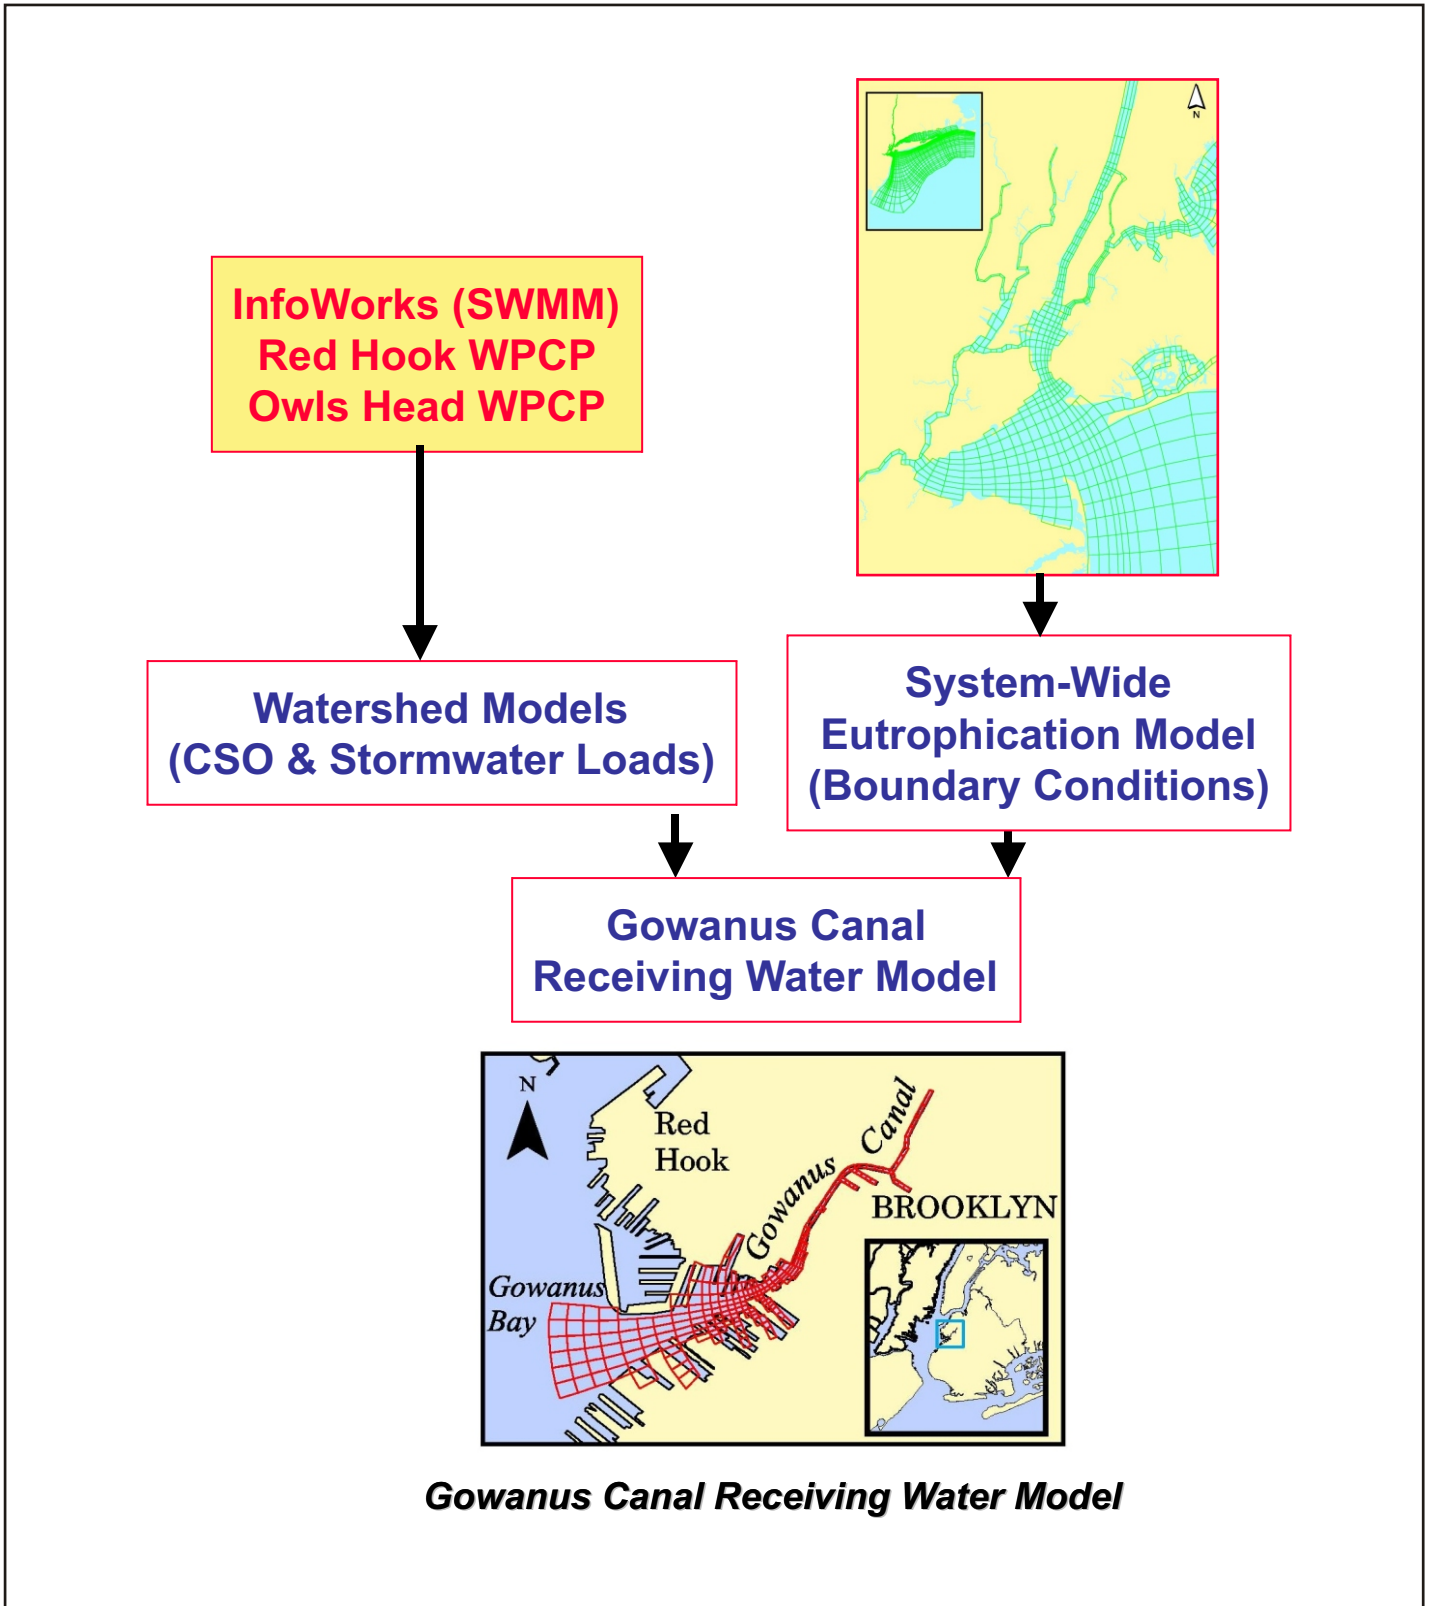 N
InfoWorks (SWMM)
Red Hook WPCP
Owls Head WPCP
Watershed Models
(CSO & Stormwater Loads)
System-Wide
Eutrophication Model
(Boundary Conditions)
Gowanus Canal
Receiving Water Model
N
Red
Hook
Gowanus Canal
BROOKLYN
Gowanus
Bay
Gowanus Canal Receiving Water Model